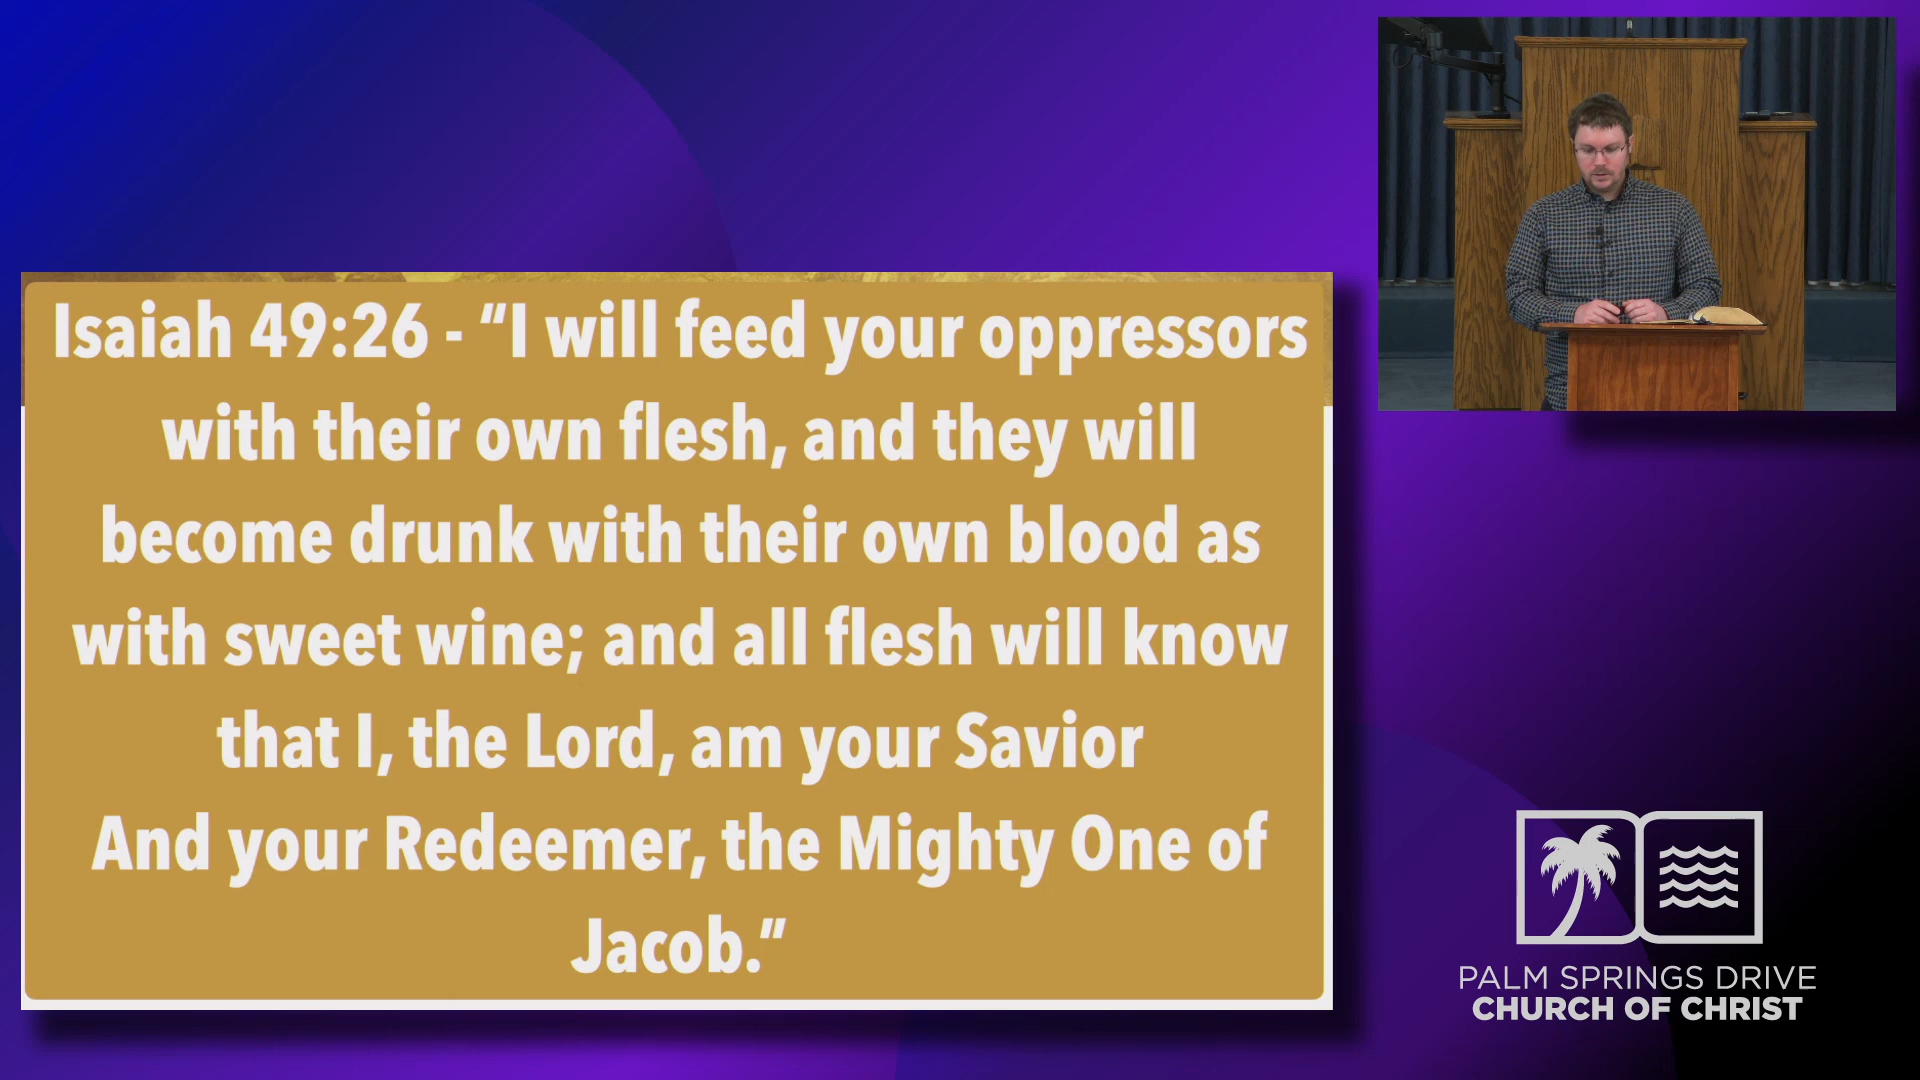 Isaiah 49:26 - “I will feed your oppressors
with their own flesh, and they will
become drunk with their own blood as
with sweet wine; and all flesh will know
that I, the Lord, am your Savior
And your Redeemer, the Mighty One of
Jacob.”
PALM SPRINGS DRIVE
CHURCH OF CHRIST